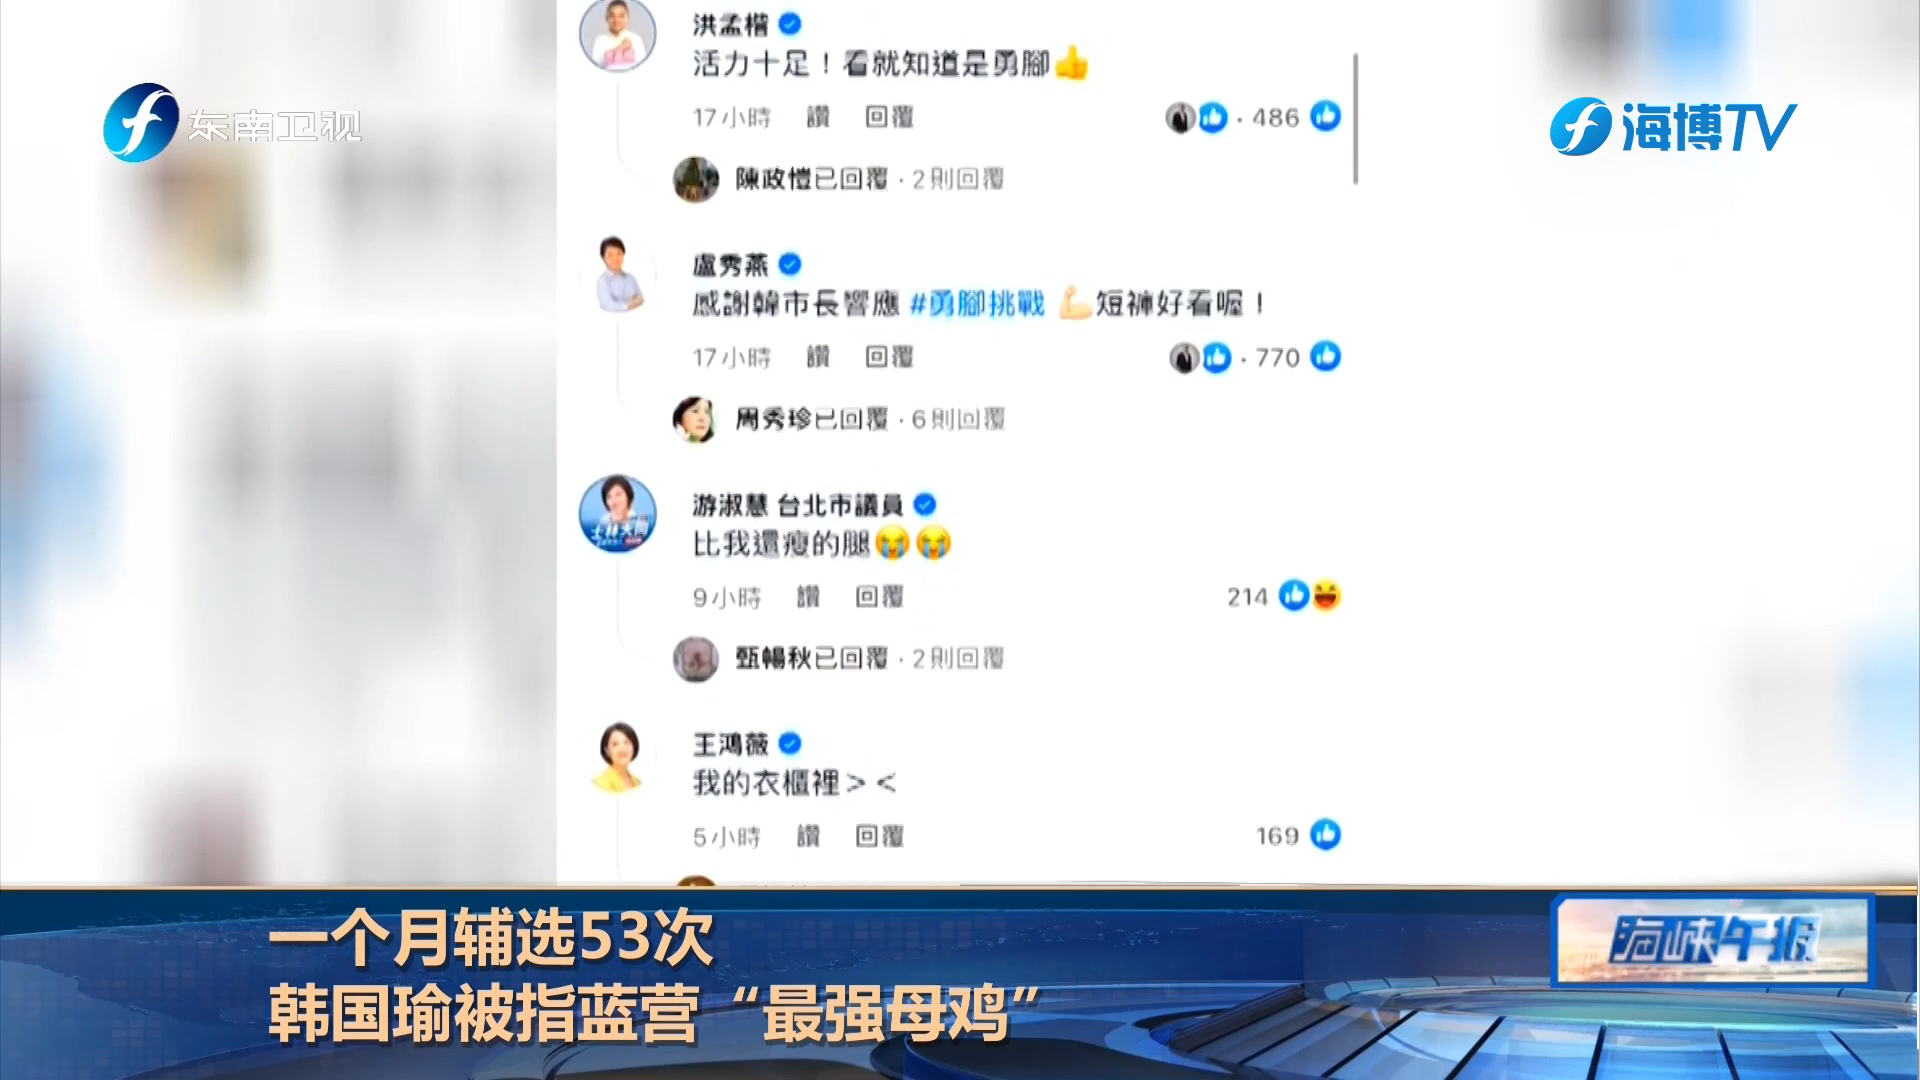 东南卫视
海博TV
洪孟楷
活力十足！看就知道是勇腳👍
17小時 讚 回覆 · 486
陳政愷已回覆 · 2則回覆
盧秀燕
感謝韓市長響應 #勇腳挑戰 💪短褲好看喔！
17小時 讚 回覆 · 770
周秀珍已回覆 · 6則回覆
游淑慧 台北市議員
士林大同
比我還瘦的腿😭😭
9小時 讚 回覆 214
甄暢秋已回覆 · 2則回覆
王鴻薇
我的衣櫃裡＞＜
5小時 讚 回覆 169
一个月辅选53次
韩国瑜被指蓝营“最强母鸡”
海峡午报